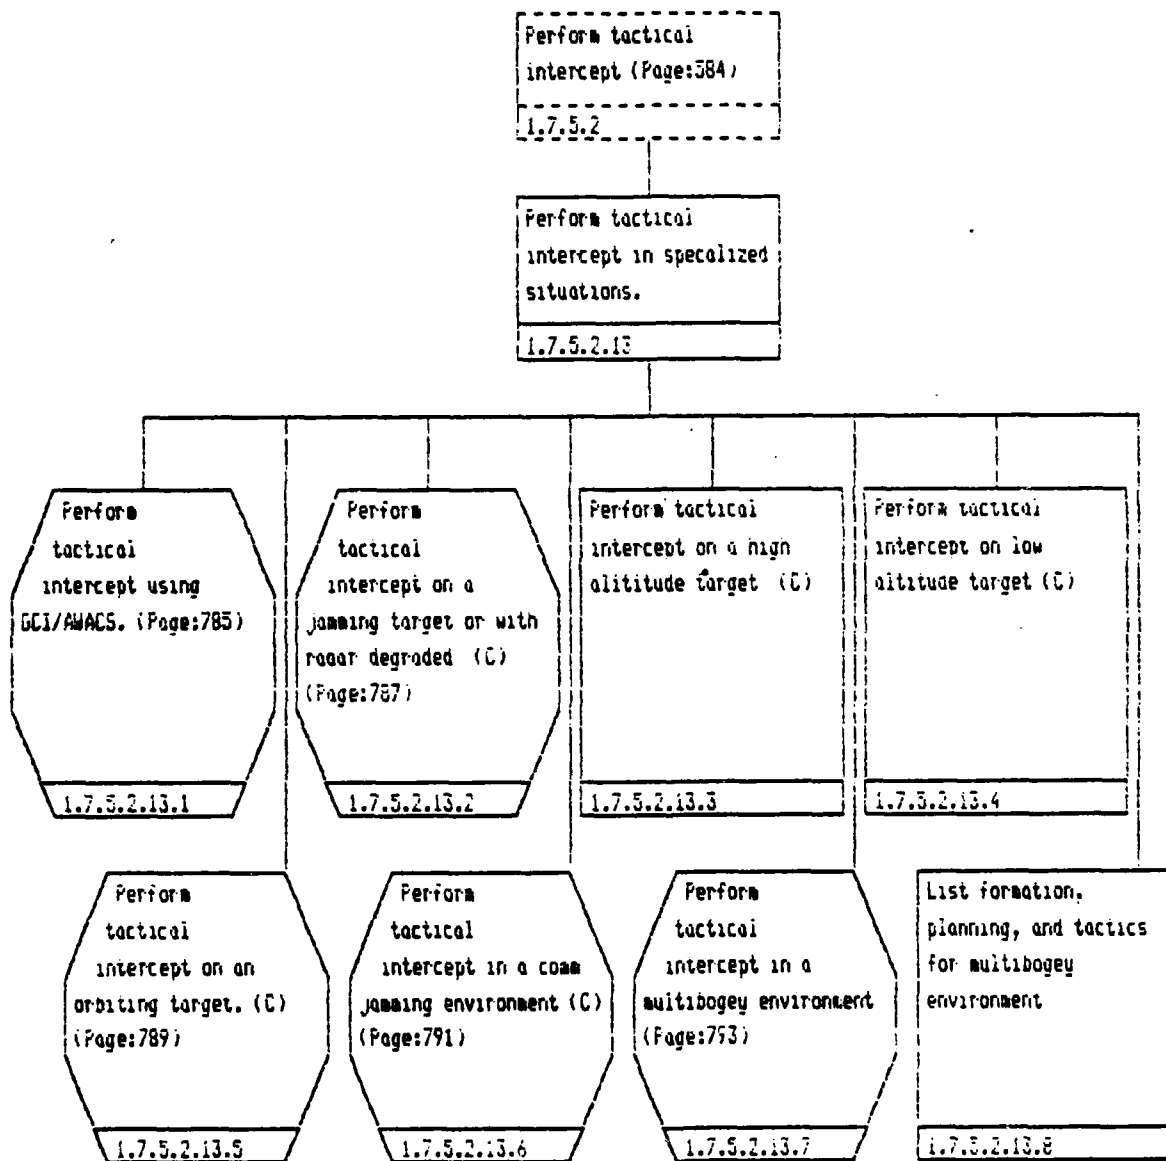 Perform tactical
intercept (Page:584)
1.7.5.2
Perform tactical
intercept in specalized
situations.
1.7.5.2.13
Perform
tactical
intercept using
GCI/AWACS. (Page:785)
1.7.5.2.13.1
Perform
tactical
intercept on a
jamming target or with
radar degraded (C)
(Page:787)
1.7.5.2.13.2
Perform tactical
intercept on a high
alititude target (C)
1.7.5.2.13.3
Perform tactical
intercept on low
altitude target (C)
1.7.5.2.13.4
Perform
tactical
intercept on an
orbiting target. (C)
(Page:789)
1.7.5.2.13.5
Perform
tactical
intercept in a comm
jamming environment (C)
(Page:791)
1.7.5.2.13.6
Perform
tactical
intercept in a
multibogey environment
(Page:793)
1.7.5.2.13.7
List formation,
planning, and tactics
for multibogey
environment
1.7.5.2.13.8